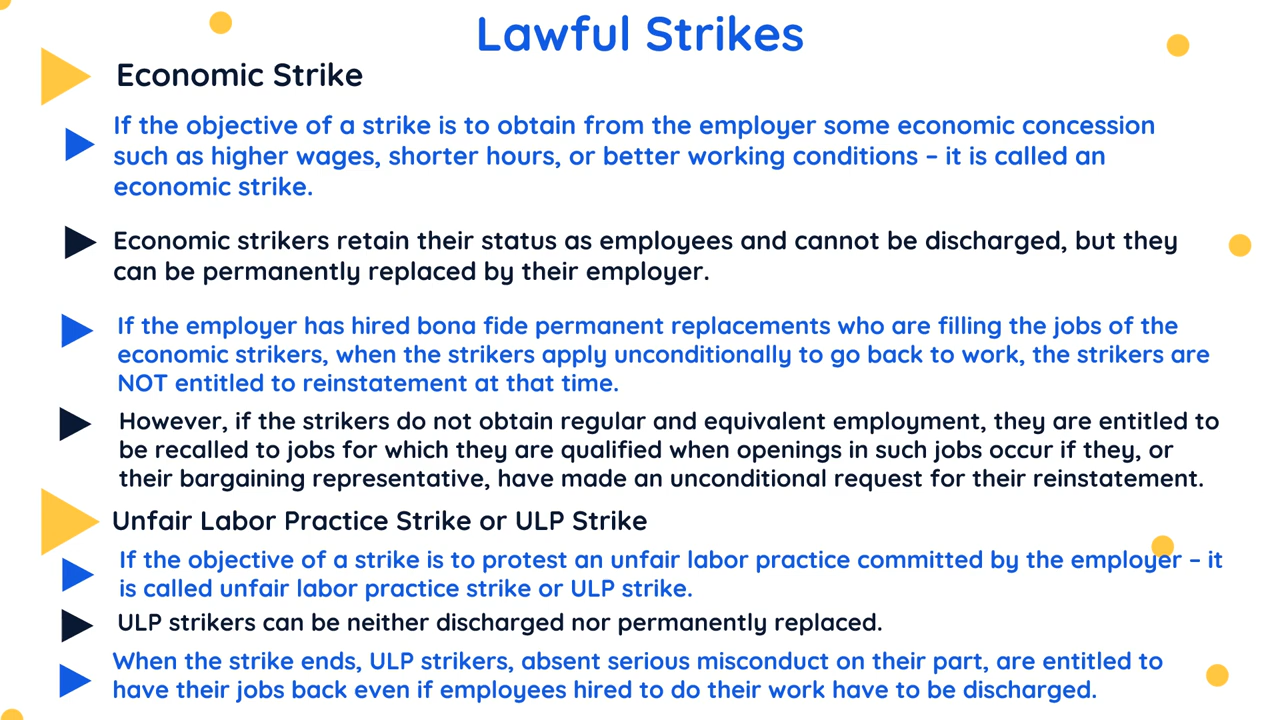 Lawful Strikes
Economic Strike
If the objective of a strike is to obtain from the employer some economic concession
such as higher wages, shorter hours, or better working conditions – it is called an
economic strike.
Economic strikers retain their status as employees and cannot be discharged, but they
can be permanently replaced by their employer.
If the employer has hired bona fide permanent replacements who are filling the jobs of the
economic strikers, when the strikers apply unconditionally to go back to work, the strikers are
NOT entitled to reinstatement at that time.
However, if the strikers do not obtain regular and equivalent employment, they are entitled to
be recalled to jobs for which they are qualified when openings in such jobs occur if they, or
their bargaining representative, have made an unconditional request for their reinstatement.
Unfair Labor Practice Strike or ULP Strike
If the objective of a strike is to protest an unfair labor practice committed by the employer – it
is called unfair labor practice strike or ULP strike.
ULP strikers can be neither discharged nor permanently replaced.
When the strike ends, ULP strikers, absent serious misconduct on their part, are entitled to
have their jobs back even if employees hired to do their work have to be discharged.